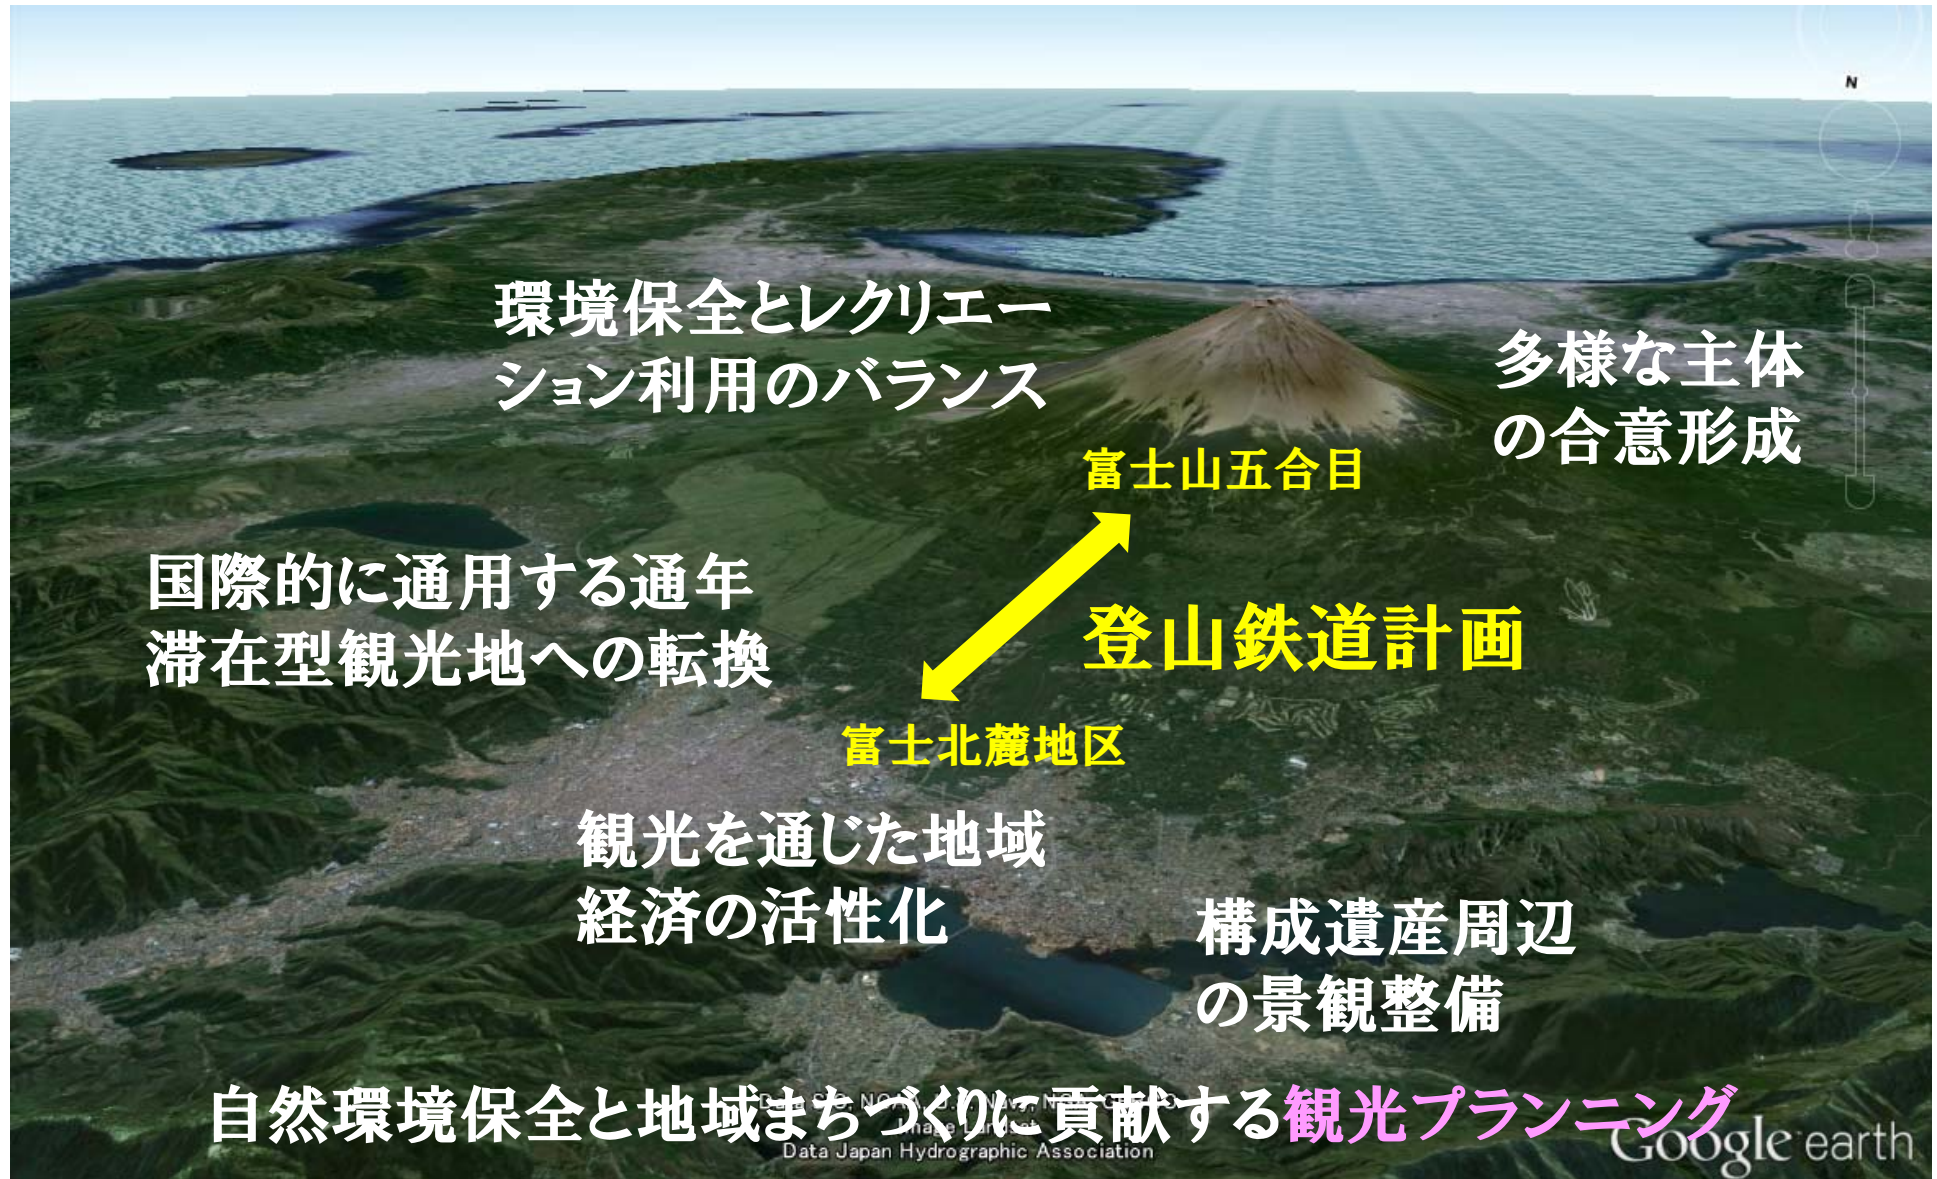 N
環境保全とレクリエー
ション利用のバランス
多様な主体
の合意形成
富士山五合目
国際的に通用する通年
滞在型観光地への転換
登山鉄道計画
富士北麓地区
観光を通じた地域
経済の活性化
構成遺産周辺
の景観整備
自然環境保全と地域まちづくりに貢献する観光プランニング
Image Landsat
Data Japan Hydrographic Association
Google earth